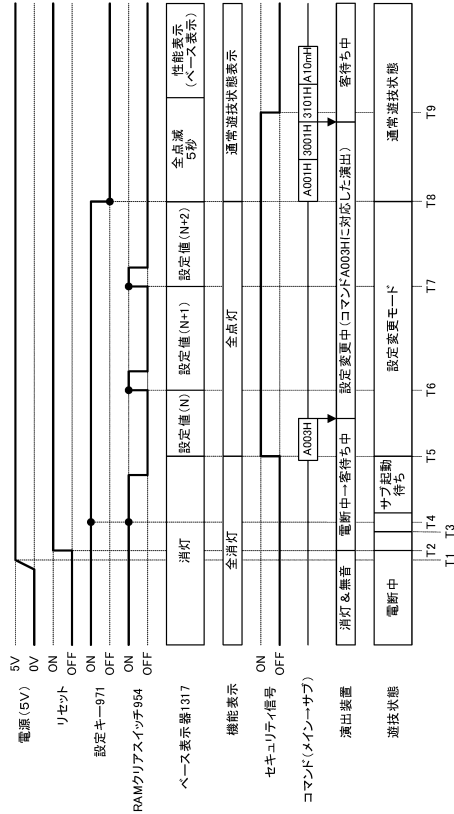 電源(5V)
5V
0V
リセット
ON
OFF
設定キー971
ON
OFF
RAMクリアスイッチ954
ON
OFF
ベース表示器1317
消灯
設定値(N)
設定値(N+1)
設定値(N+2)
全点滅
5秒
性能表示
(ベース表示)
機能表示
全消灯
全点灯
通常遊技状態表示
セキュリティ信号
ON
OFF
コマンド(メイン→サブ)
A003H
A001H
3001H
3101H
A10mH
演出装置
消灯 & 無音
電断中→客待ち中
設定変更中(コマンドA003Hに対応した演出)
客待ち中
遊技状態
電断中
サブ起動
待ち
設定変更モード
通常遊技状態
T1
T2
T3
T4
T5
T6
T7
T8
T9